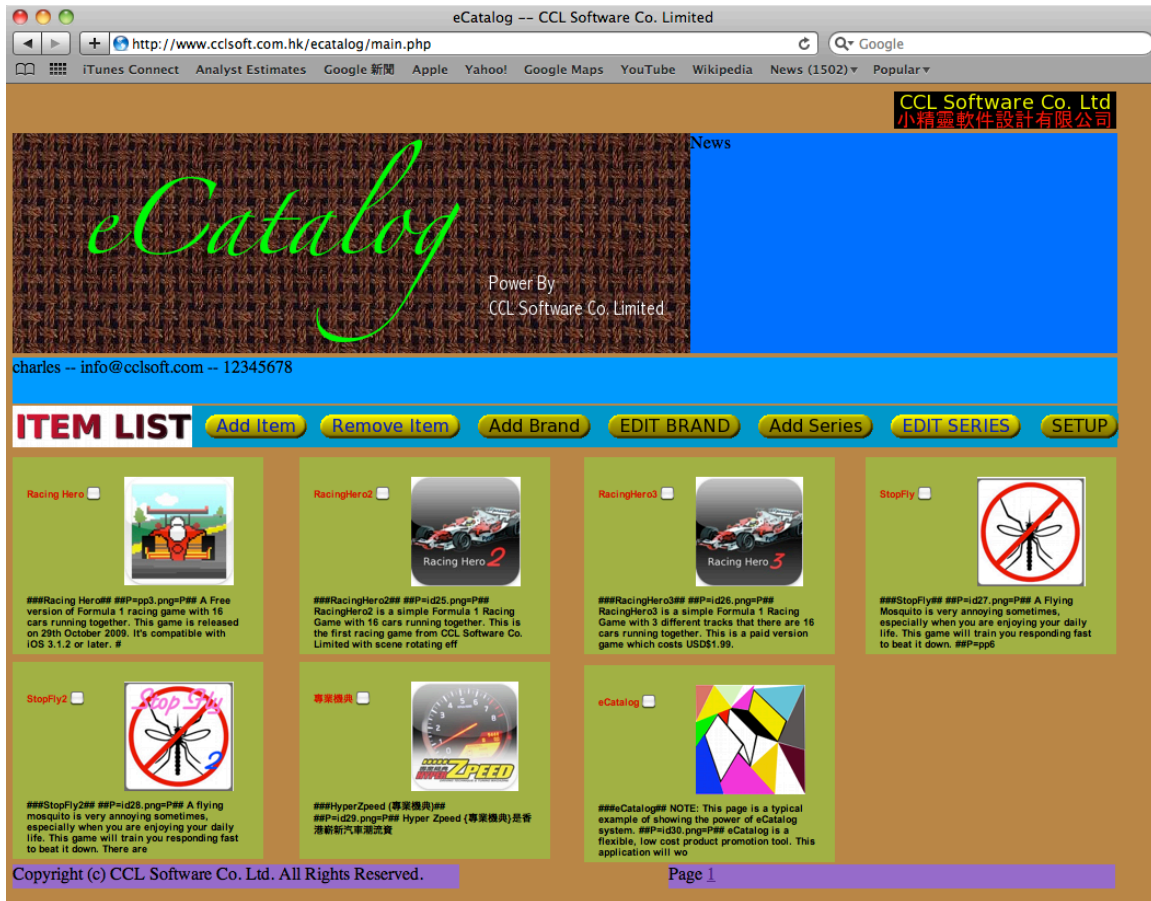 eCatalog -- CCL Software Co. Limited
http://www.cclsoft.com.hk/ecatalog/main.php
Google
iTunes Connect Analyst Estimates Google 新聞 Apple Yahoo! Google Maps YouTube Wikipedia News (1502) Popular
CCL Software Co. Ltd
小精靈軟件設計有限公司
eCatalog
Power By
CCL Software Co. Limited
News
charles -- info@cclsoft.com -- 12345678
ITEM LIST Add Item Remove Item Add Brand EDIT BRAND Add Series EDIT SERIES SETUP
Racing Hero
###Racing Hero## ##P=pp3.png=P## A Free
version of Formula 1 racing game with 16
cars running together. This game is released
on 29th October 2009. It's compatible with
iOS 3.1.2 or later. #
RacingHero2
Racing Hero 2
###RacingHero2## ##P=id25.png=P##
RacingHero2 is a simple Formula 1 Racing
Game with 16 cars running together. This is
the first racing game from CCL Software Co.
Limited with scene rotating eff
RacingHero3
Racing Hero 3
###RacingHero3## ##P=id26.png=P##
RacingHero3 is a simple Formula 1 Racing
Game with 3 different tracks that there are 16
cars running together. This is a paid version
game which costs USD$1.99.
StopFly
###StopFly## ##P=id27.png=P## A Flying
Mosquito is very annoying sometimes,
especially when you are enjoying your daily
life. This game will train you responding fast
to beat it down. ##P=pp6
StopFly2
Stop Fly
2
###StopFly2## ##P=id28.png=P## A flying
mosquito is very annoying sometimes,
especially when you are enjoying your daily
life. This game will train you responding fast
to beat it down. There are
專業機典
ZPEED
###HyperZpeed (專業機典)##
##P=id29.png=P## Hyper Zpeed {專業機典}是香
港嶄新汽車潮流資
eCatalog
###eCatalog## NOTE: This page is a typical
example of showing the power of eCatalog
system. ##P=id30.png=P## eCatalog is a
flexible, low cost product promotion tool. This
application will wo
Copyright (c) CCL Software Co. Ltd. All Rights Reserved.
Page 1